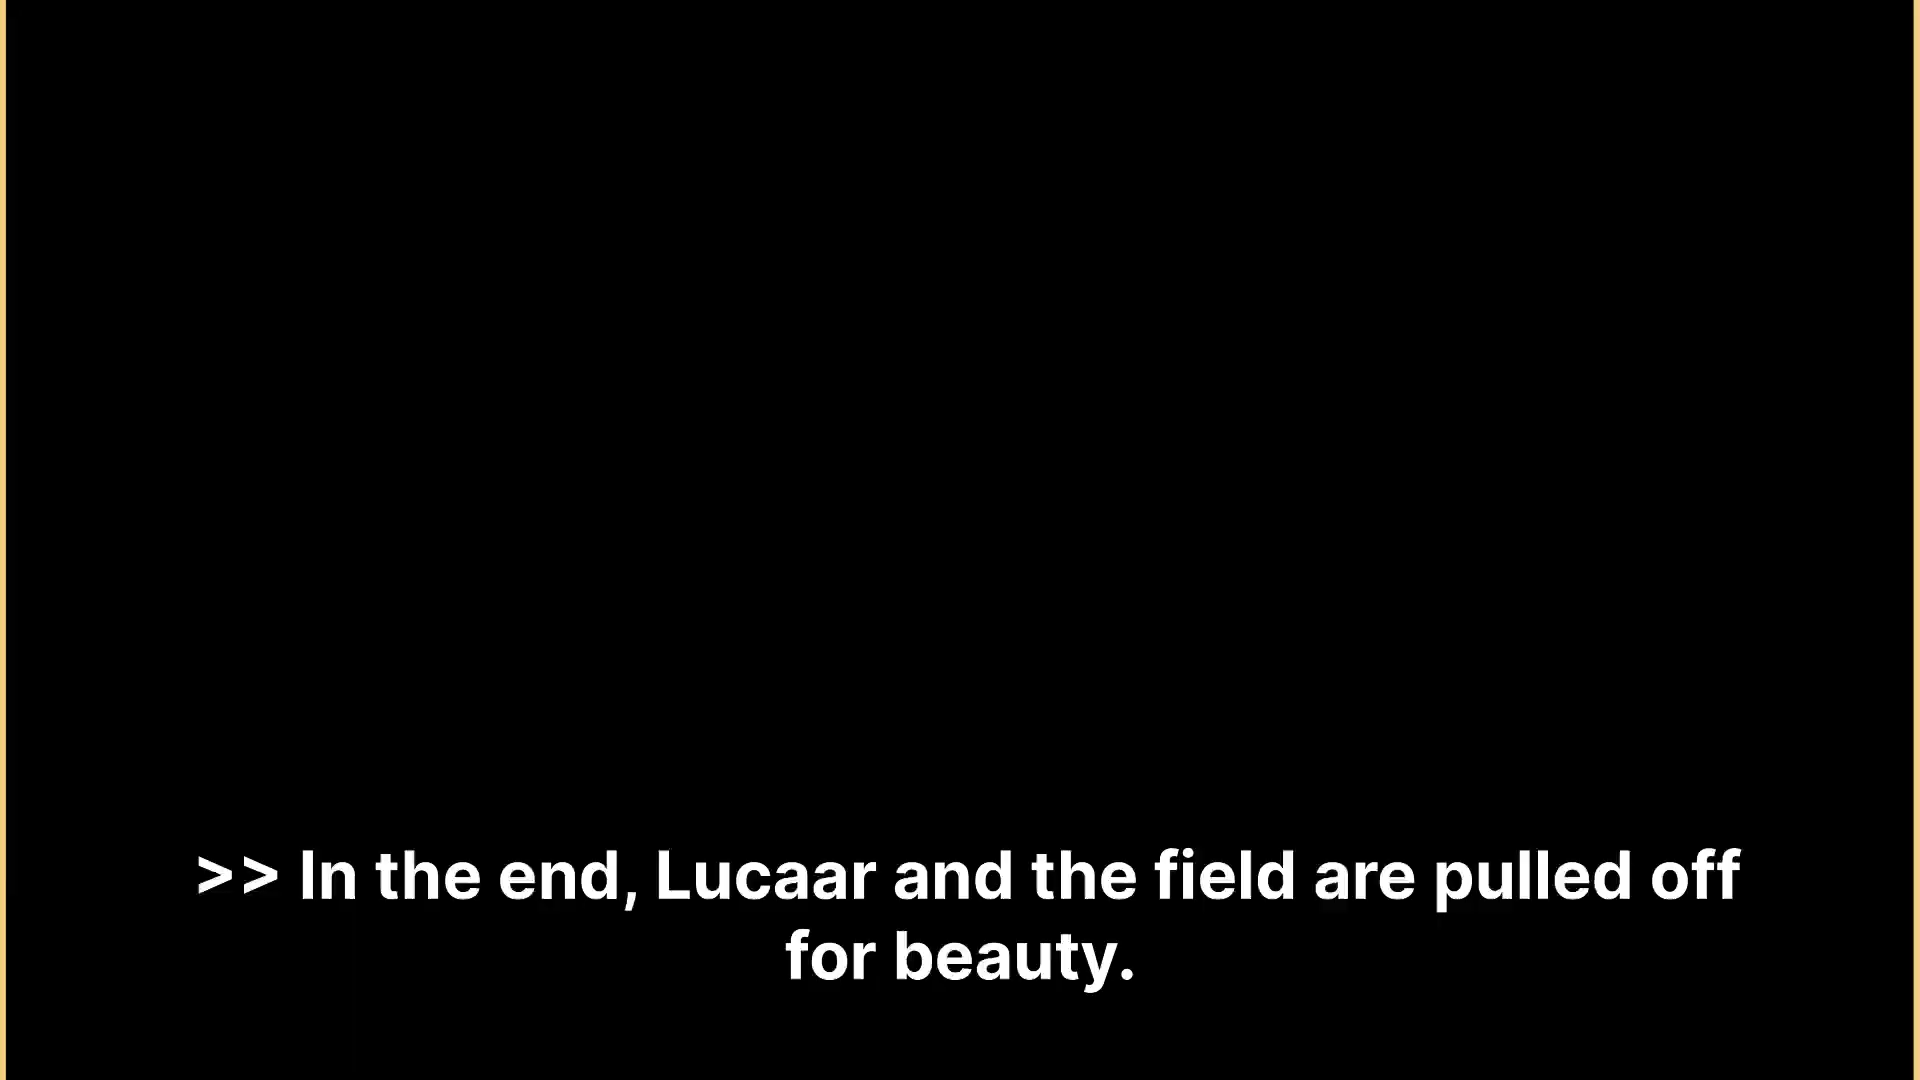 >> In the end, Lucaar and the field are pulled off
for beauty.